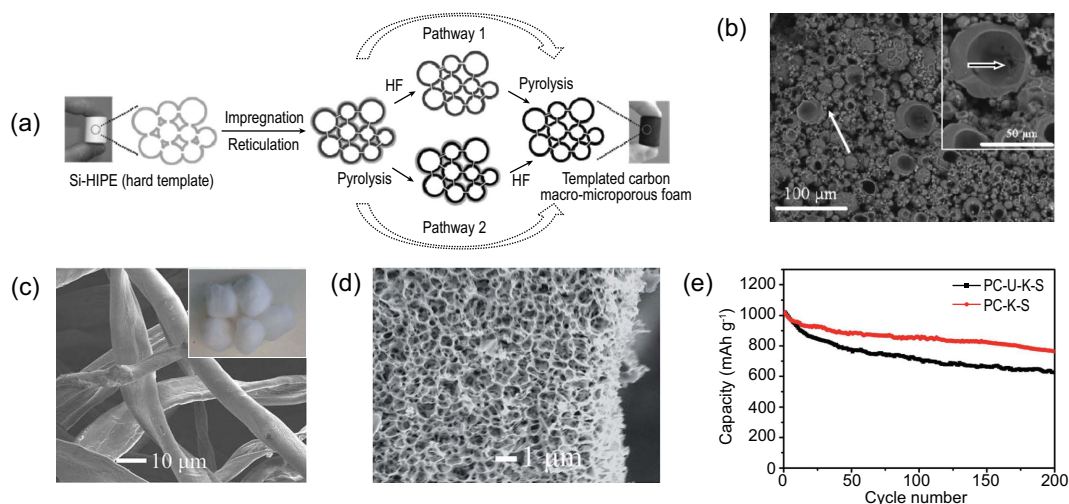 (a)
Pathway 1
HF
Pyrolysis
Impregnation
Reticulation
Si-HIPE (hard template)
Pyrolysis
HF
Templated carbon
macro-microporous foam
Pathway 2
(b)
50 µm
100 µm
(c)
10 µm
(d)
1 µm
(e)
PC-U-K-S
PC-K-S
Capacity (mAh g⁻¹)
1200
1000
800
600
400
200
0
0
50
100
150
200
Cycle number